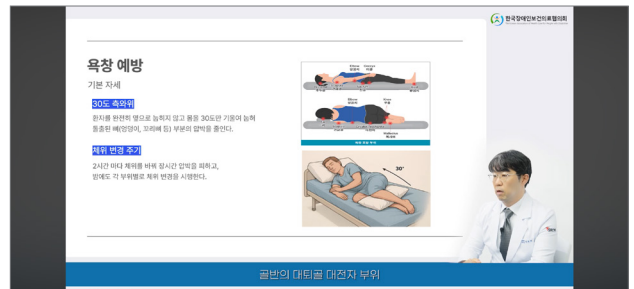 한국장애인보건의료협의회
욕창 예방
기본 자세
30도 측와위
환자를 완전히 옆으로 눕히지 않고 몸을 30도만 기울여 눕혀
돌출된 뼈(엉덩이, 꼬리뼈 등) 부분의 압박을 줄인다.
체위 변경 주기
2시간 마다 체위를 바꿔 장시간 압박을 피하고,
밤에도 각 부위별로 체위 변경을 시행한다.
Elbow
Knee
30°
골반의 대퇴골 대전자 부위